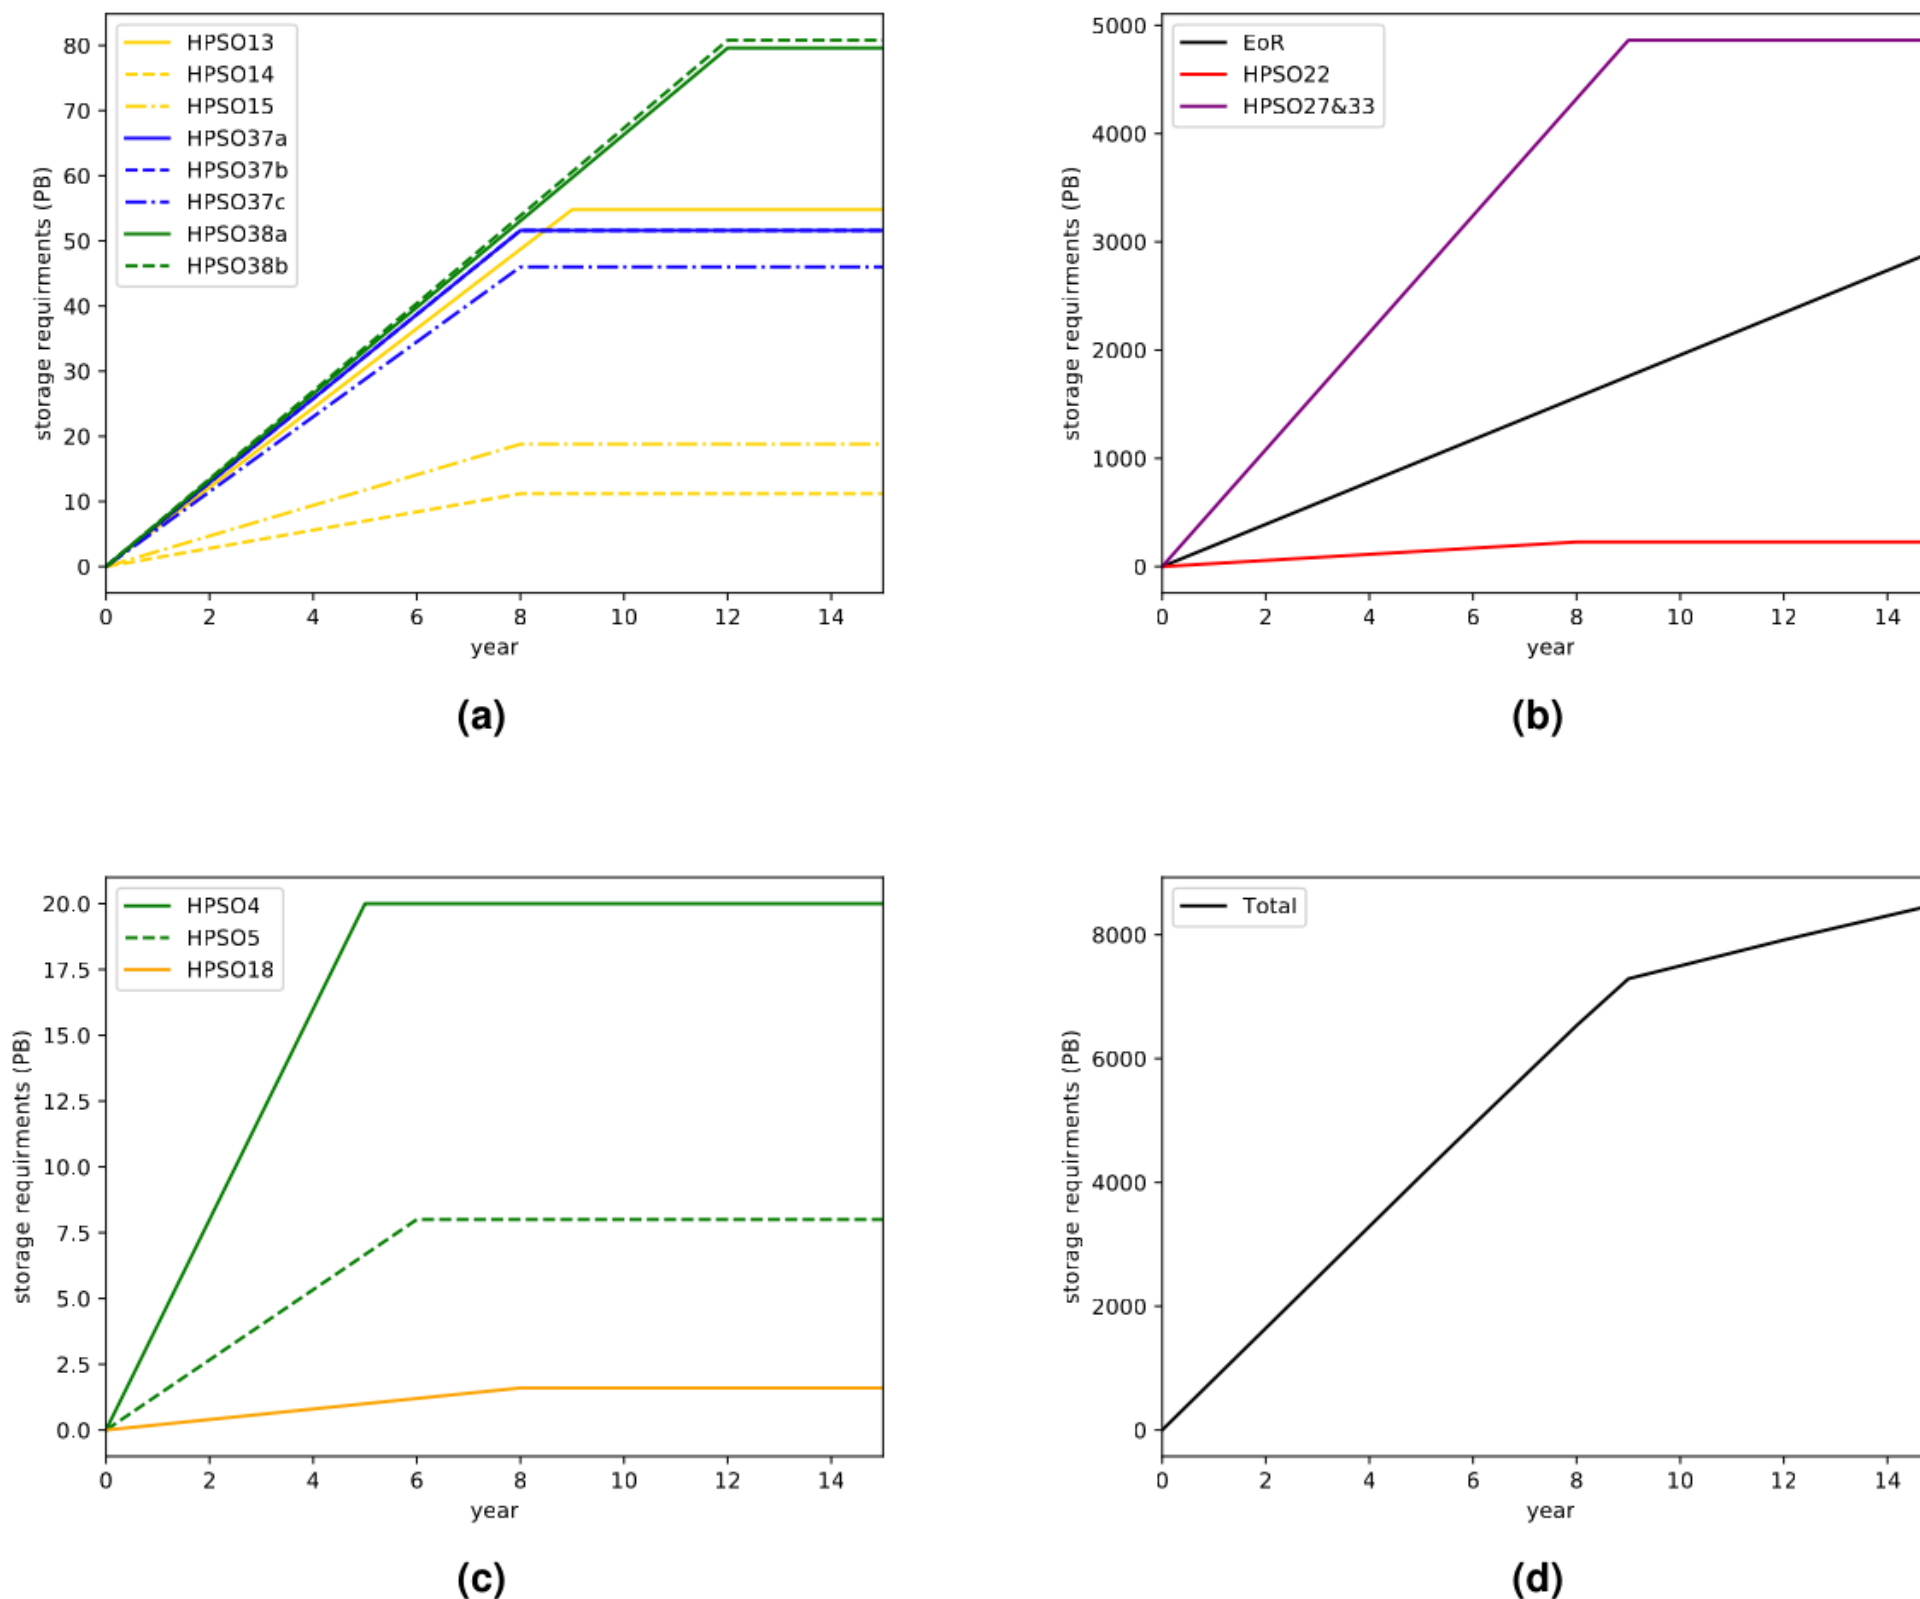 HPSO13
HPSO14
HPSO15
HPSO37a
HPSO37b
HPSO37c
HPSO38a
HPSO38b
80
70
60
50
40
30
20
10
0
storage requirments (PB)
0 2 4 6 8 10 12 14
year
(a)
EoR
HPSO22
HPSO27&33
5000
4000
3000
2000
1000
0
storage requirments (PB)
0 2 4 6 8 10 12 14
year
(b)
HPSO4
HPSO5
HPSO18
20.0
17.5
15.0
12.5
10.0
7.5
5.0
2.5
0.0
storage requirments (PB)
0 2 4 6 8 10 12 14
year
(c)
Total
8000
6000
4000
2000
0
storage requirments (PB)
0 2 4 6 8 10 12 14
year
(d)